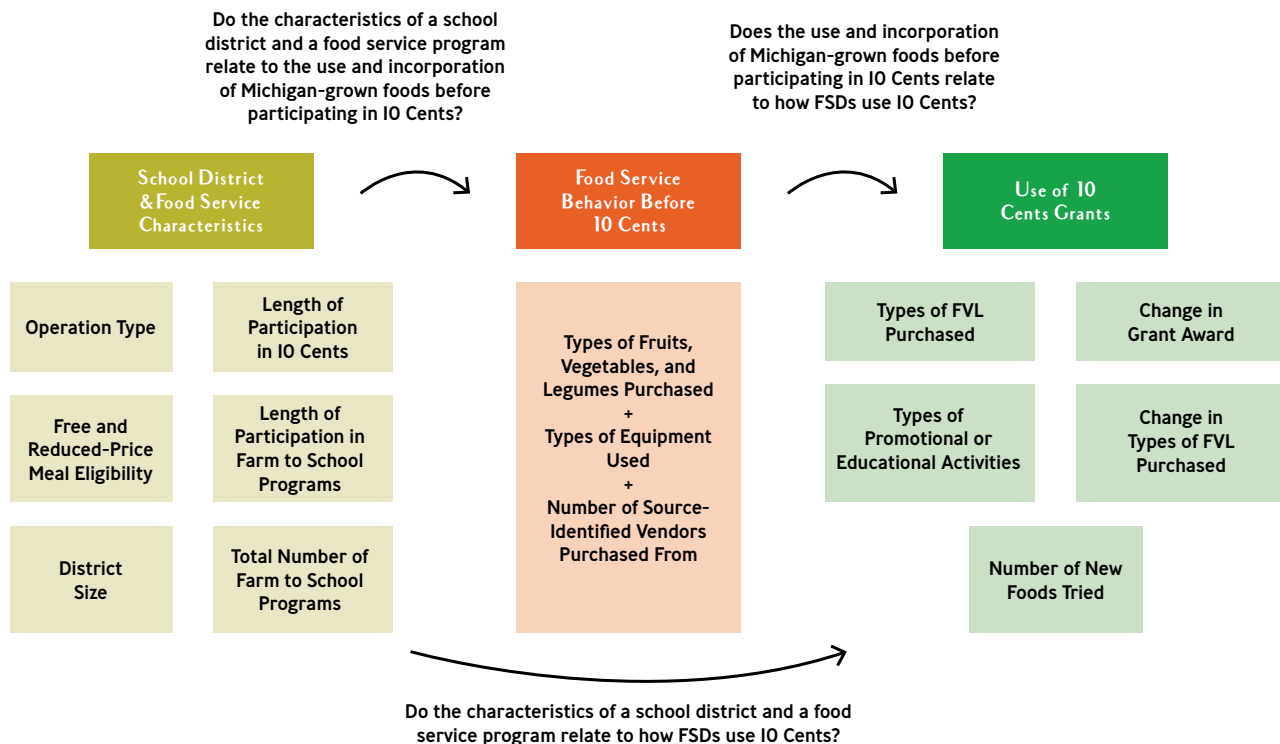 Do the characteristics of a school
district and a food service program
relate to the use and incorporation
of Michigan-grown foods before
participating in 10 Cents?
Does the use and incorporation
of Michigan-grown foods before
participating in 10 Cents relate
to how FSDs use 10 Cents?
School District
& Food Service
Characteristics
Food Service
Behavior Before
10 Cents
Use of 10
Cents Grants
Operation Type
Length of
Participation
in 10 Cents
Free and
Reduced-Price
Meal Eligibility
Length of
Participation in
Farm to School
Programs
District
Size
Total Number of
Farm to School
Programs
Types of Fruits,
Vegetables, and
Legumes Purchased
+
Types of Equipment
Used
+
Number of Source-
Identified Vendors
Purchased From
Types of FVL
Purchased
Change in
Grant Award
Types of
Promotional or
Educational Activities
Change in
Types of FVL
Purchased
Number of New
Foods Tried
Do the characteristics of a school district and a food
service program relate to how FSDs use 10 Cents?